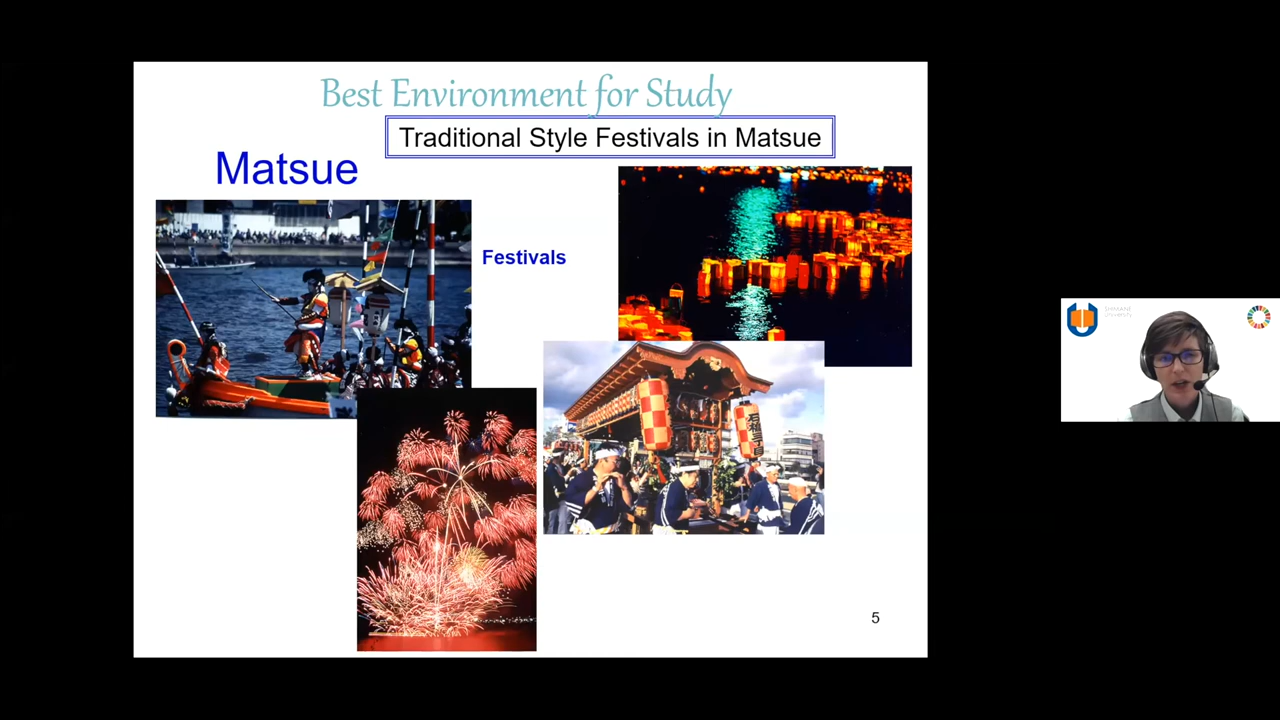 Best Environment for Study
Traditional Style Festivals in Matsue
Matsue
Festivals
5